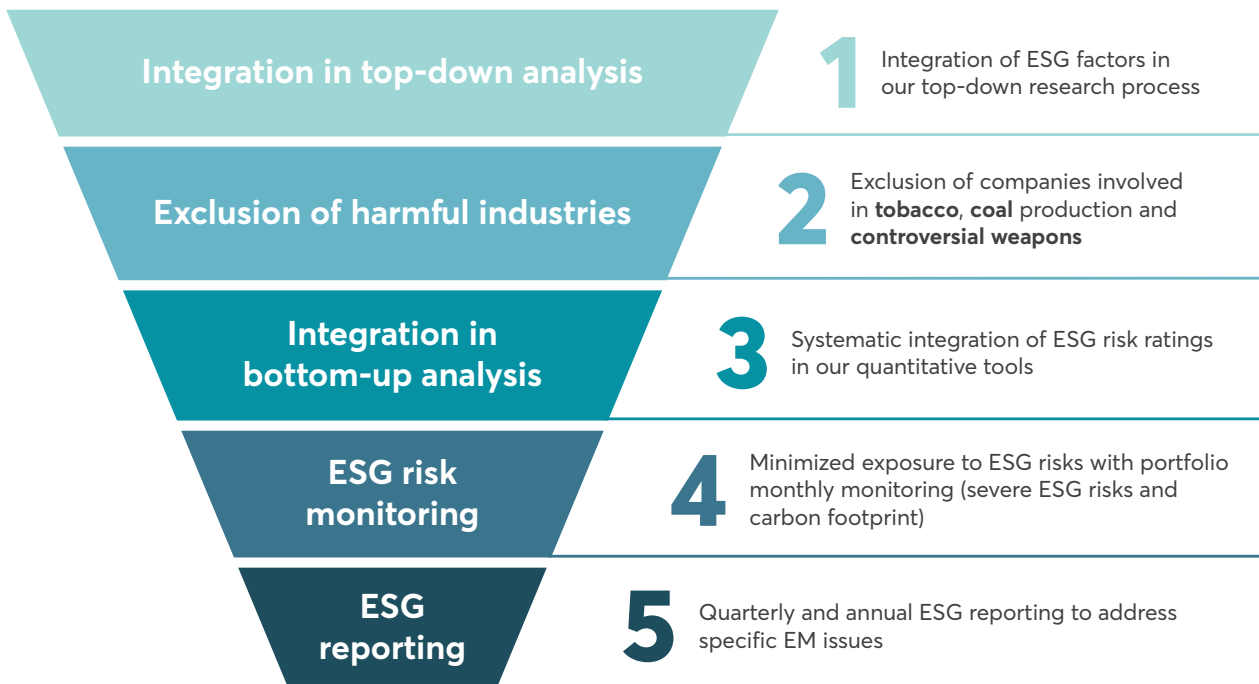 Integration in top-down analysis
1
Integration of ESG factors in
our top-down research process
Exclusion of harmful industries
2
Exclusion of companies involved
in tobacco, coal production and
controversial weapons
Integration in
bottom-up analysis
3
Systematic integration of ESG risk ratings
in our quantitative tools
ESG risk
monitoring
4
Minimized exposure to ESG risks with portfolio
monthly monitoring (severe ESG risks and
carbon footprint)
ESG
reporting
5
Quarterly and annual ESG reporting to address
specific EM issues